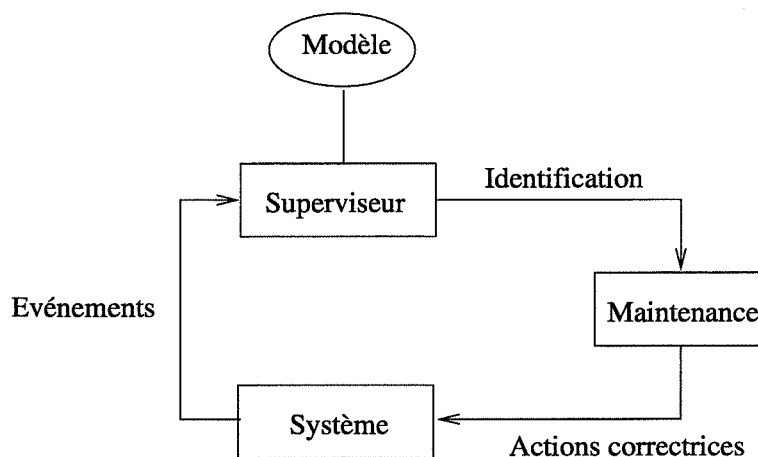 Modèle
Identification
Superviseur
Evénements
Maintenance
Système
Actions correctrices